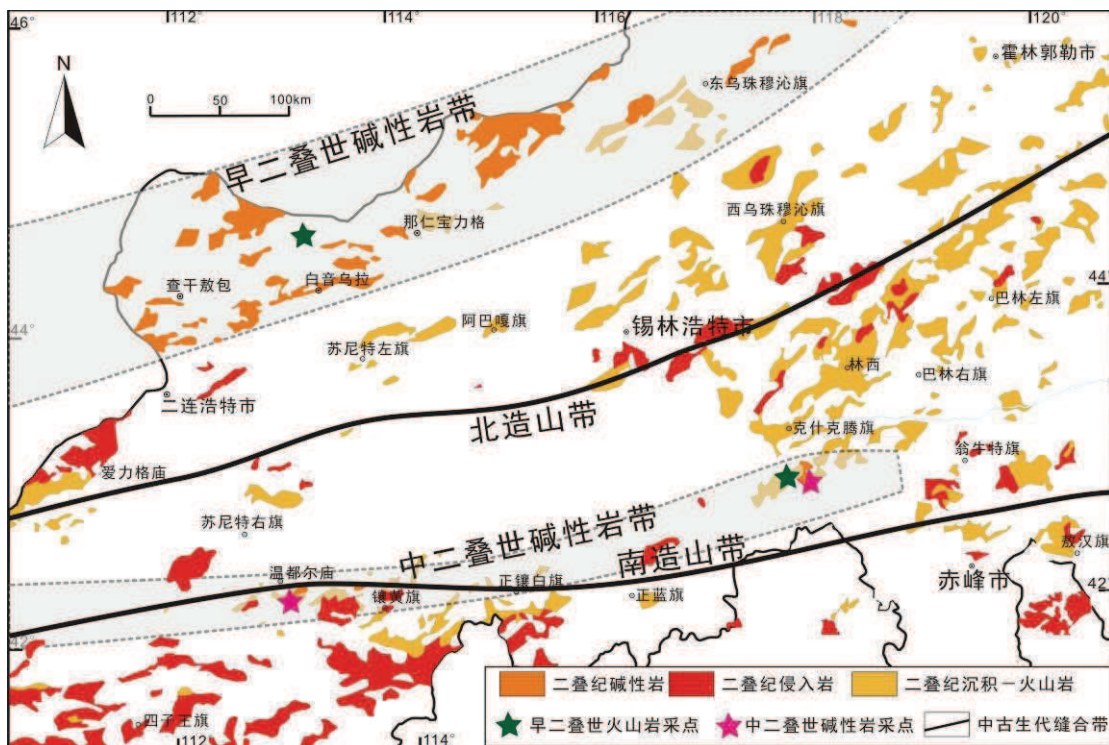 112° 114° 116° 118° 120°
46°
N
0 50 100km
霍林郭勒市
东乌珠穆沁旗
早二叠世碱性岩带
西乌珠穆沁旗
那仁宝力格
查干敖包
白音乌拉
44°
巴林左旗
44°
阿巴嘎旗
锡林浩特市
苏尼特左旗
林西
巴林右旗
二连浩特市
北造山带
克什克腾旗
翁牛特旗
爱力格庙
苏尼特右旗
中二叠世碱性岩带
南造山带
敖汉旗
赤峰市
温都尔庙
正镶白旗
镶黄旗
正蓝旗
42°
42°
二叠纪碱性岩 二叠纪侵入岩 二叠纪沉积-火山岩
早二叠世火山岩采点 中二叠世碱性岩采点 中古生代缝合带
四子王旗
112° 114°